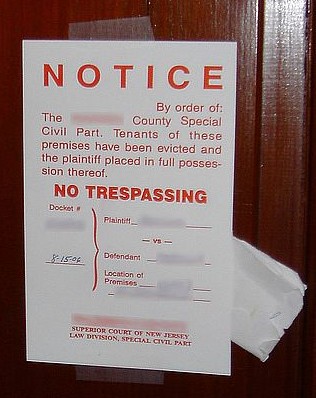 NOTICE
By order of:
The County Special
Civil Part. Tenants of these
premises have been evicted and
the plaintiff placed in full posses-
sion thereof.
NO TRESPASSING
Docket #
Plaintiff
— vs —
8-15-06
Defendant
Location of
Premises
SUPERIOR COURT OF NEW JERSEY
LAW DIVISION, SPECIAL CIVIL PART